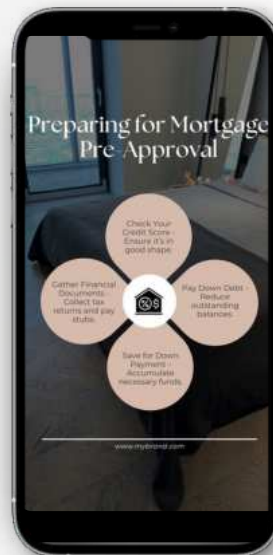 Preparing for Mortgage
Pre-Approval
Check Your
Credit Score -
Ensure it's in
good shape.
Gather Financial
Documents -
Collect tax
returns and pay
stubs.
%$
Pay Down Debt -
Reduce
outstanding
balances.
Save for Down
Payment -
Accumulate
necessary funds.
www.mybrand.com